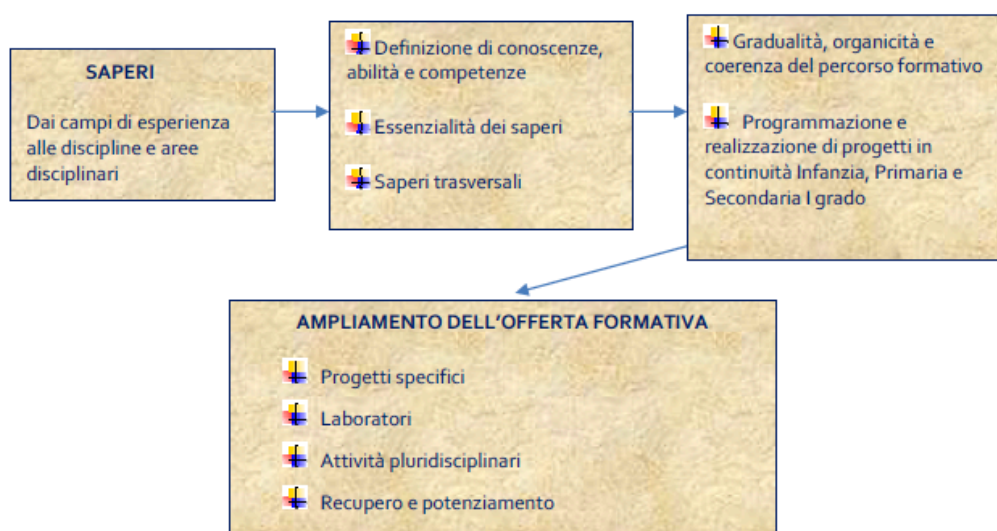 SAPERI
Dai campi di esperienza
alle discipline e aree
disciplinari
Definizione di conoscenze,
abilità e competenze
Essenzialità dei saperi
Saperi trasversali
Gradualità, organicità e
coerenza del percorso formativo
Programmazione e
realizzazione di progetti in
continuità Infanzia, Primaria e
Secondaria I grado
AMPLIAMENTO DELL’OFFERTA FORMATIVA
Progetti specifici
Laboratori
Attività pluridisciplinari
Recupero e potenziamento